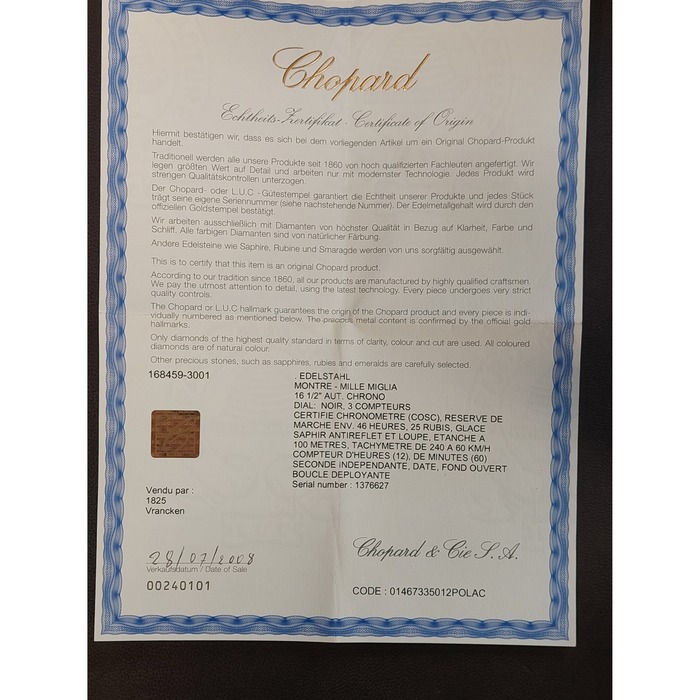 Chopard
Echtheits-Zertifikat - Certificate of Origin
Hiermit bestätigen wir, dass es sich bei dem vorliegenden Artikel um ein Original Chopard-Produkt
handelt.
Traditionell werden alle unsere Produkte seit 1860 von hoch qualifizierten Fachleuten angefertigt. Wir
legen größten Wert auf Detail und arbeiten nur mit modernster Technologie. Jedes Produkt wird
strengen Qualitätskontrollen unterzogen.
Der Chopard- oder L.U.C -Gütestempel garantiert die Echtheit unserer Produkte und jedes Stück
trägt seine eigene Seriennummer (siehe nachstehende Nummer). Der Edelmetallgehalt wird durch den
offiziellen Goldstempel bestätigt.
Wir arbeiten ausschließlich mit Diamanten von höchster Qualität in Bezug auf Klarheit, Farbe und
Schliff. Alle farbigen Diamanten sind von natürlicher Färbung.
Andere Edelsteine wie Saphire, Rubine und Smaragde werden von uns sorgfältig ausgewählt.
This is to certify that this item is an original Chopard product.
According to our tradition since 1860, all our products are manufactured by highly qualified craftsmen.
We pay the utmost attention to detail, using the latest technology. Every piece undergoes very strict
quality controls.
The Chopard or L.U.C hallmark guarantees the origin of the Chopard product and every piece is indi-
vidually numbered as mentioned below. The precious metal content is confirmed by the official gold
hallmarks.
Only diamonds of the highest quality standard in terms of clarity, colour and cut are used. All coloured
diamonds are of natural colour.
Other precious stones, such as sapphires, rubies and emeralds are carefully selected.
168459-3001
. EDELSTAHL
MONTRE - MILLE MIGLIA
16 1/2" AUT. CHRONO
DIAL: NOIR, 3 COMPTEURS
CERTIFIE CHRONOMETRE (COSC), RESERVE DE
MARCHE ENV. 46 HEURES, 25 RUBIS, GLACE
SAPHIR ANTIREFLET ET LOUPE, ETANCHE A
100 METRES, TACHYMETRE DE 240 A 60 KM/H
COMPTEUR D'HEURES (12), DE MINUTES (60)
SECONDE INDEPENDANTE, DATE, FOND OUVERT
BOUCLE DEPLOYANTE
Serial number : 1376627
Vendu par :
1825
Vrancken
28/07/2008
Verkaufsdatum / Date of Sale
00240101
Chopard & Cie S.A.
CODE : 01467335012POLAC